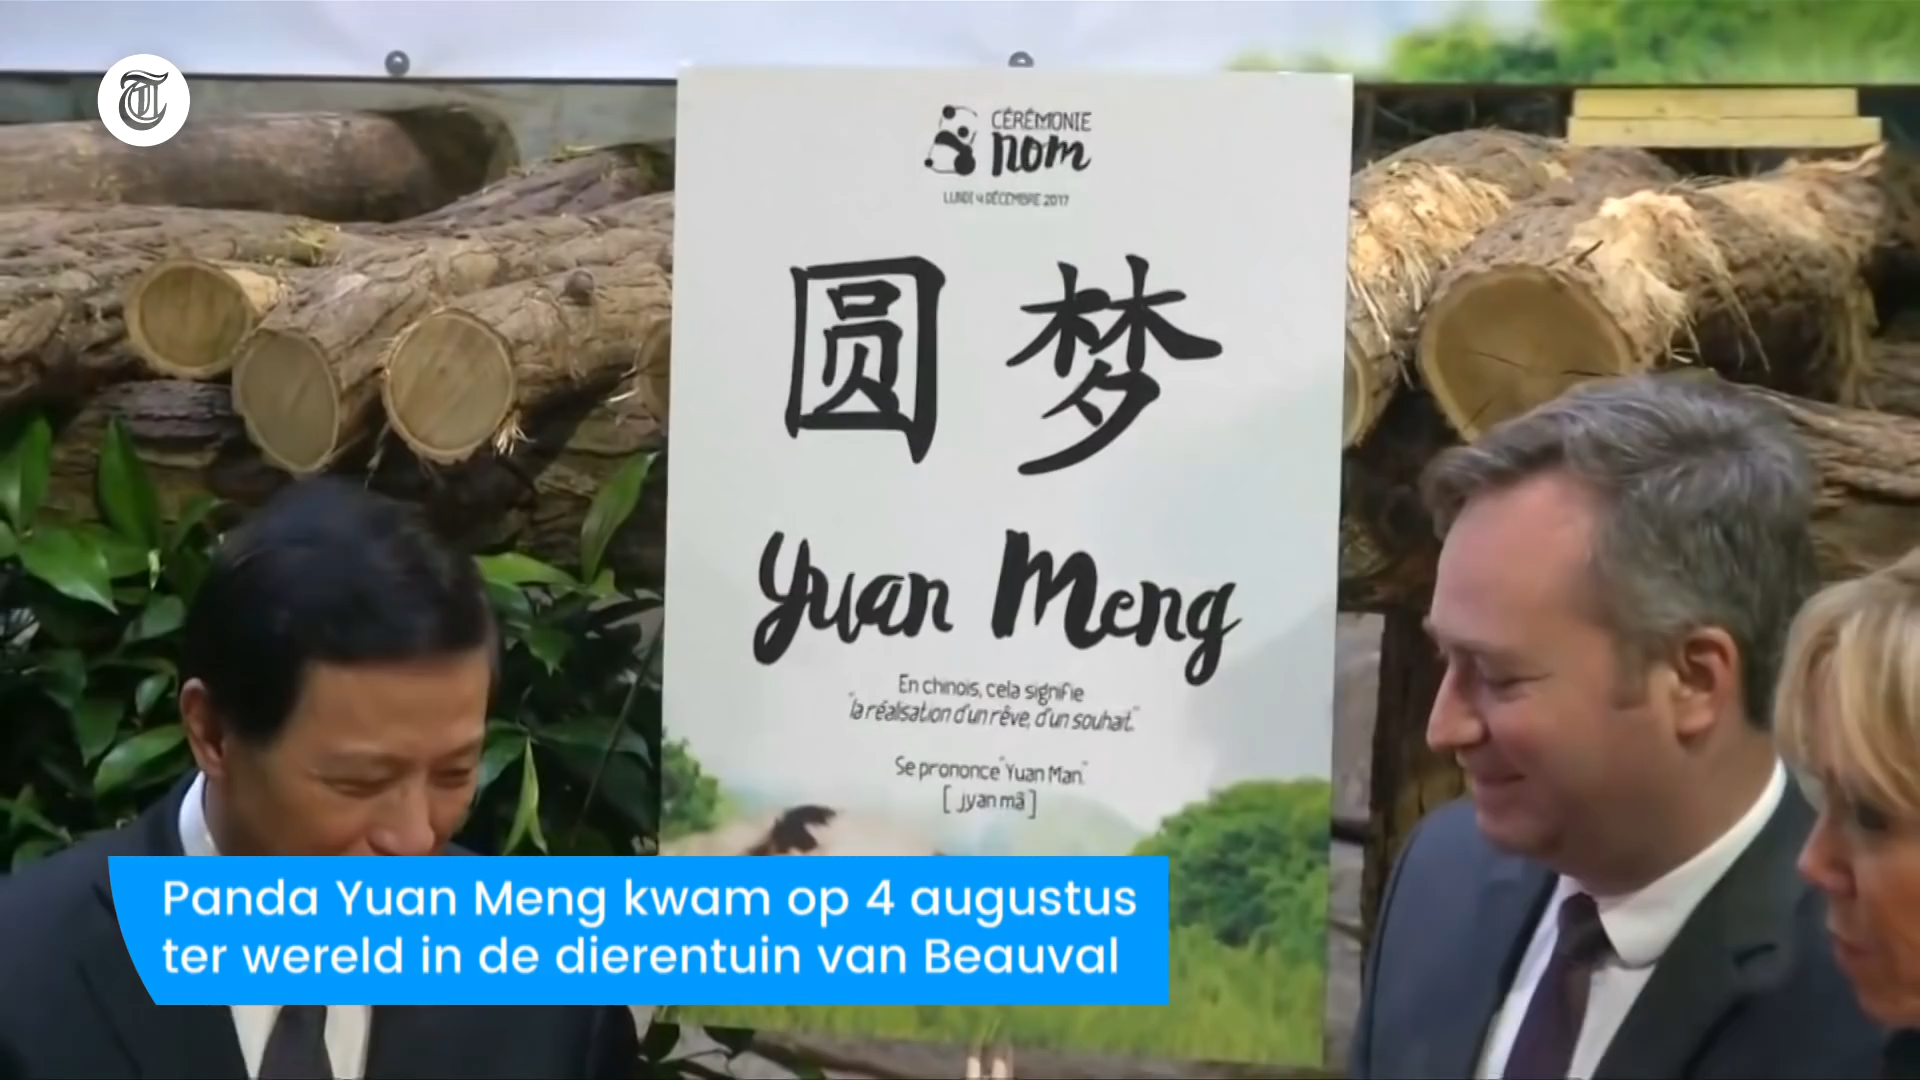 T
CÉRÉMONIE
nom
LUNDI 4 DÉCEMBRE 2017
圆梦
Yuan Meng
En chinois, cela signifie
"la réalisation d'un rêve, d'un souhait."
Se prononce "Yuan Man."
[ jyan mã ]
Panda Yuan Meng kwam op 4 augustus
ter wereld in de dierentuin van Beauval